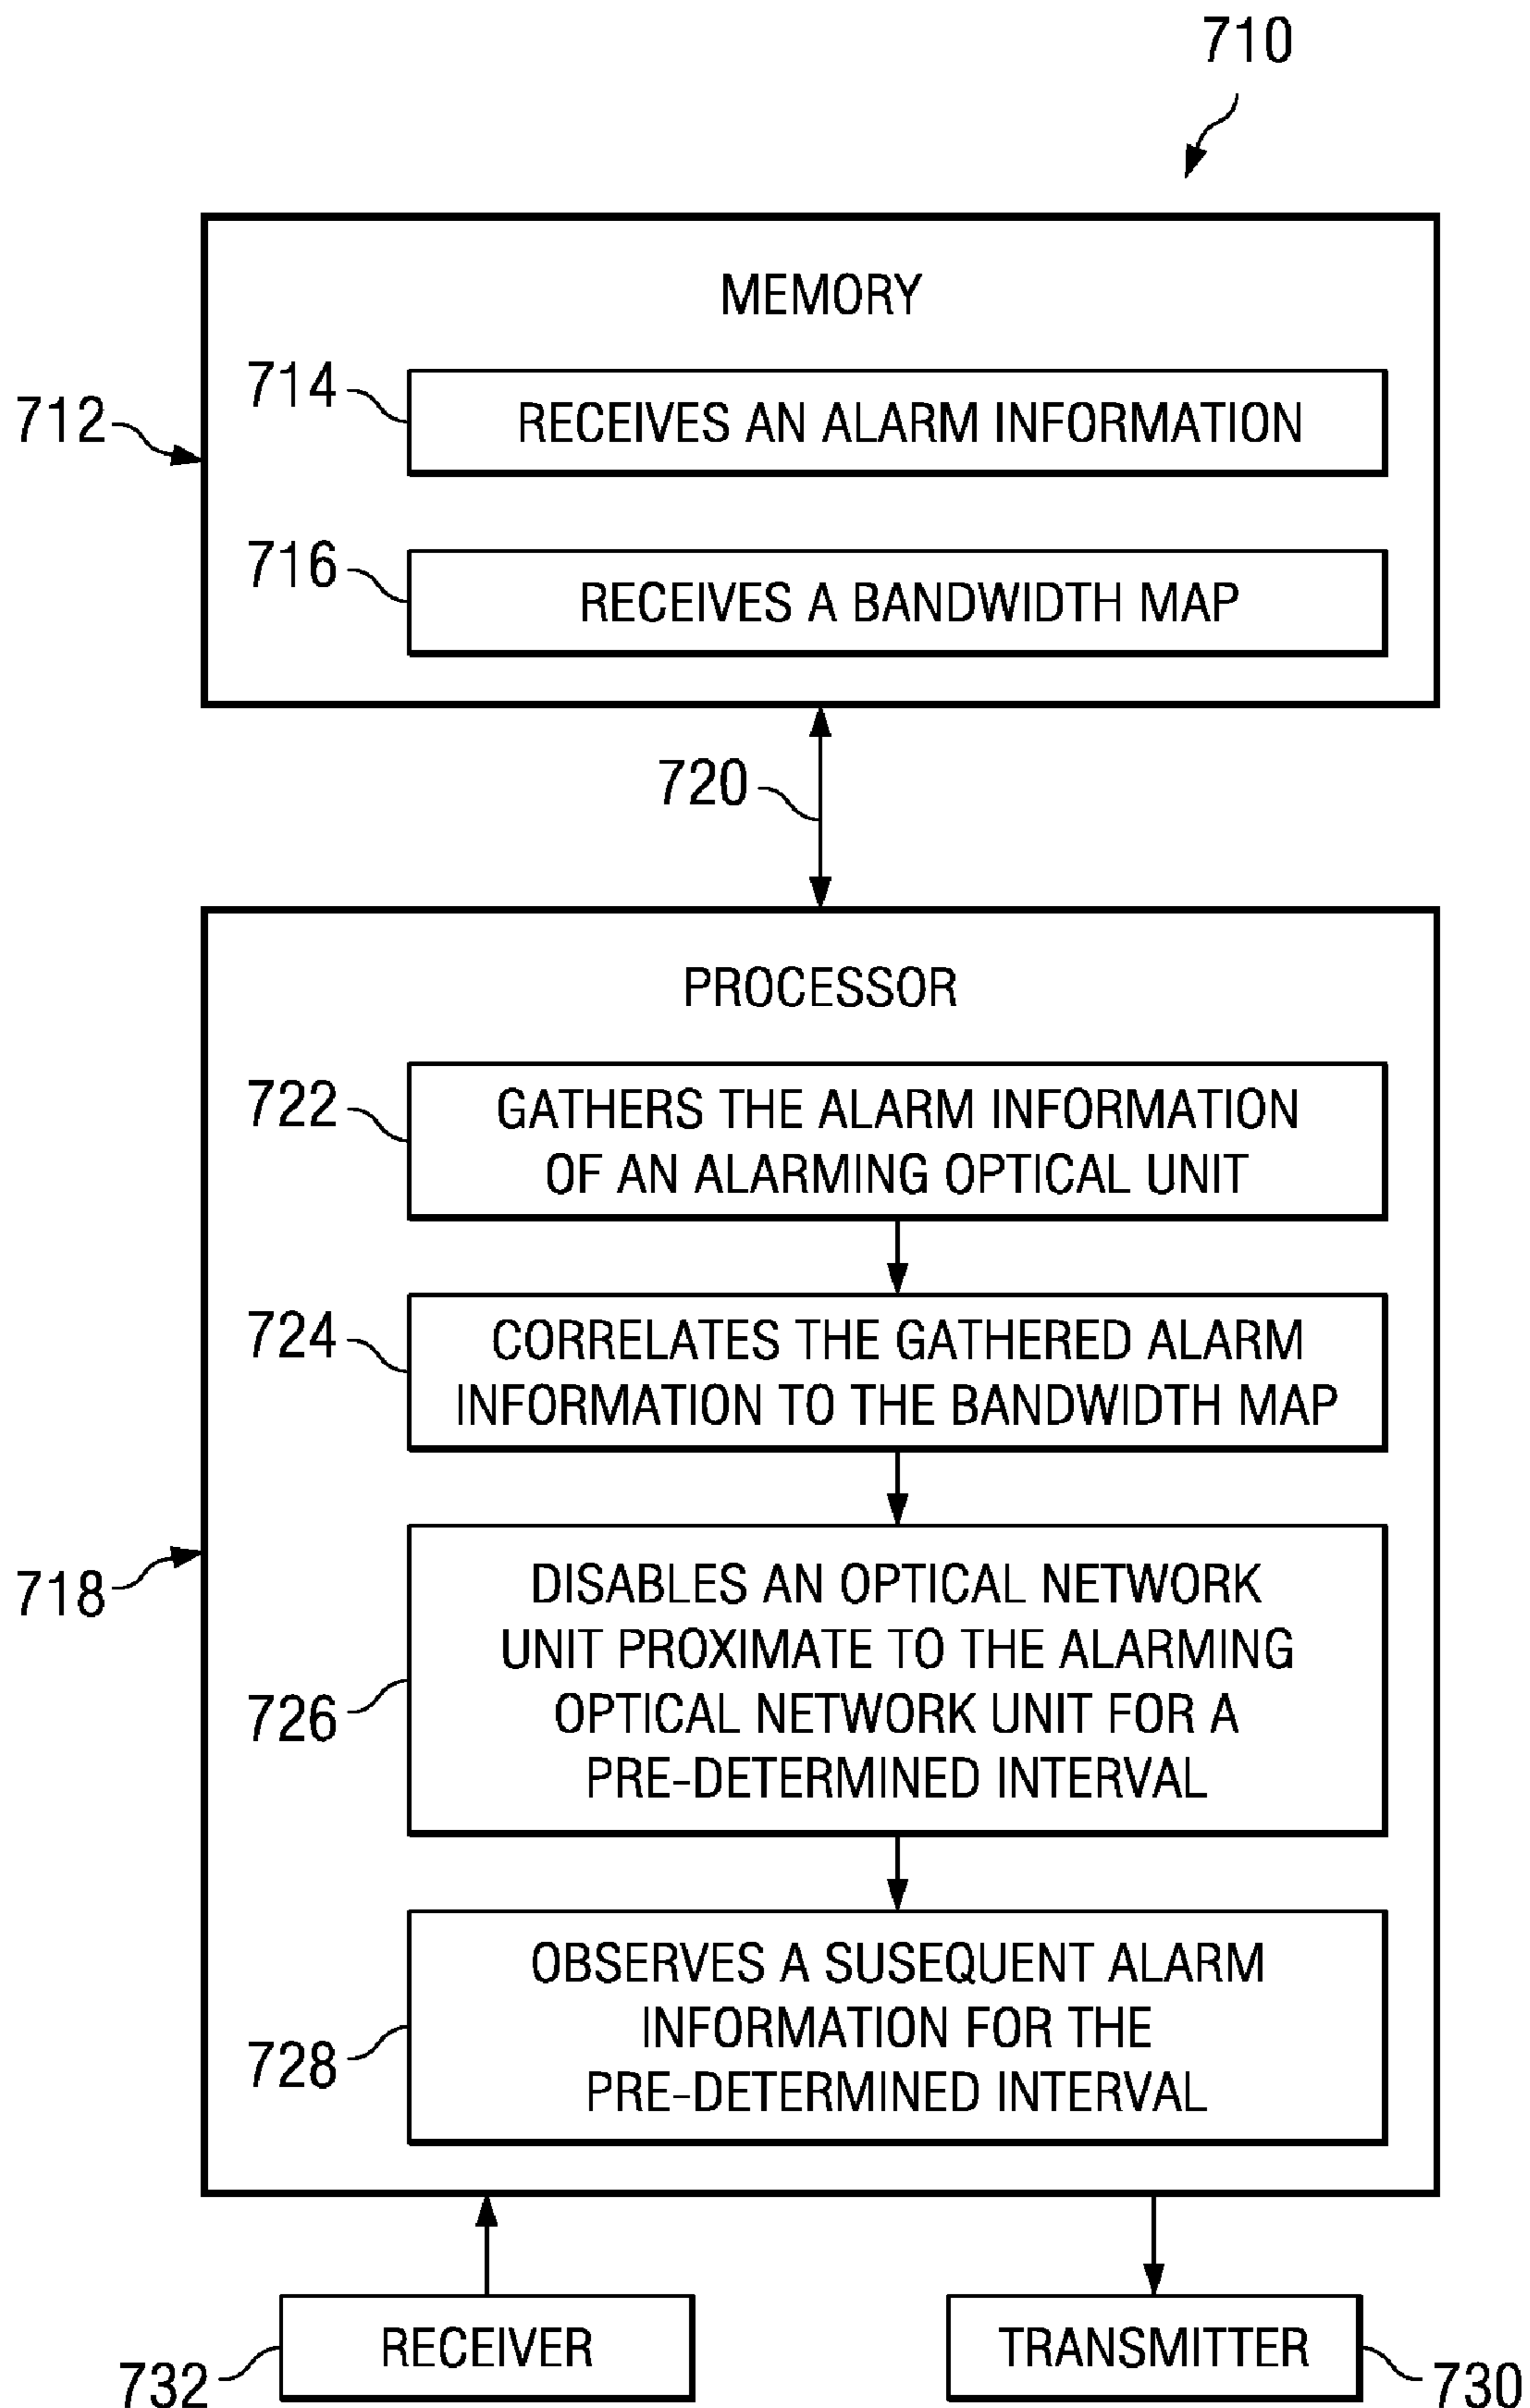 710
MEMORY
714
RECEIVES AN ALARM INFORMATION
712
716
RECEIVES A BANDWIDTH MAP
720
PROCESSOR
722
GATHERS THE ALARM INFORMATION
OF AN ALARMING OPTICAL UNIT
724
CORRELATES THE GATHERED ALARM
INFORMATION TO THE BANDWIDTH MAP
718
726
DISABLES AN OPTICAL NETWORK
UNIT PROXIMATE TO THE ALARMING
OPTICAL NETWORK UNIT FOR A
PRE-DETERMINED INTERVAL
728
OBSERVES A SUSEQUENT ALARM
INFORMATION FOR THE
PRE-DETERMINED INTERVAL
RECEIVER
732
TRANSMITTER
730